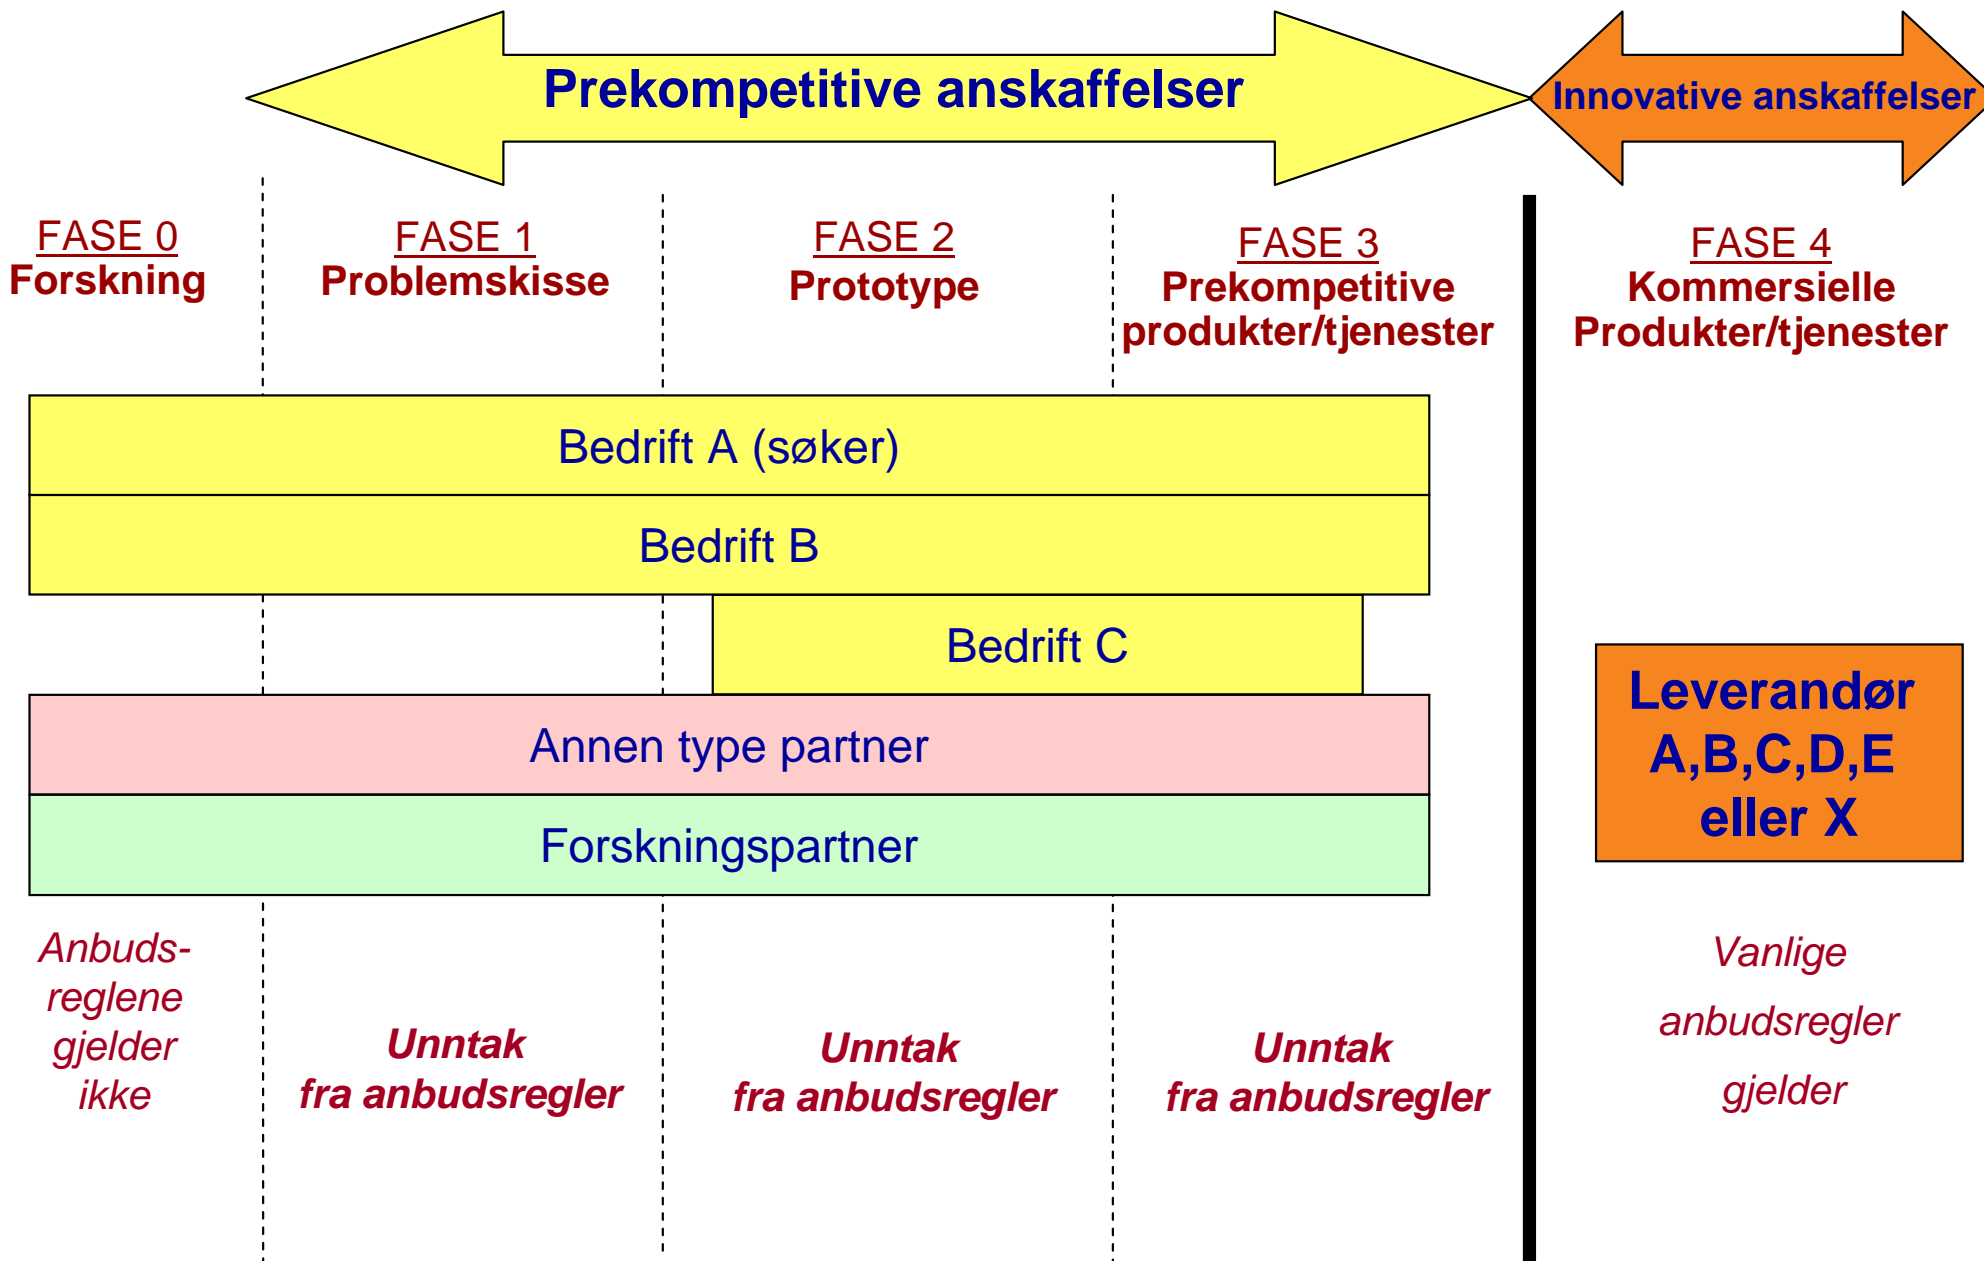 Prekompetitive anskaffelser
Innovative anskaffelser
FASE 0
Forskning
FASE 1
Problemskisse
FASE 2
Prototype
FASE 3
Prekompetitive
produkter/tjenester
FASE 4
Kommersielle
Produkter/tjenester
Bedrift A (søker)
Bedrift B
Bedrift C
Annen type partner
Forskningspartner
Leverandør
A,B,C,D,E
eller X
Anbuds-
reglene
gjelder
ikke
Unntak
fra anbudsregler
Unntak
fra anbudsregler
Unntak
fra anbudsregler
Vanlige
anbudsregler
gjelder